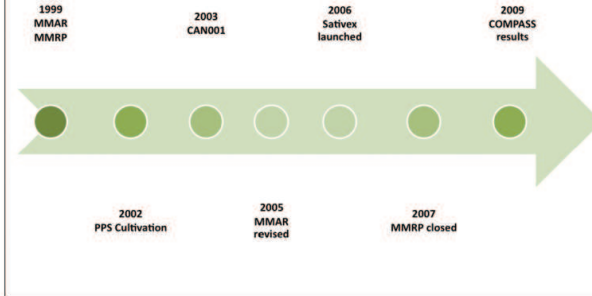 1999
MMAR
MMRP
2003
CAN001
2006
Sativex
launched
2009
COMPASS
results
2002
PPS Cultivation
2005
MMAR
revised
2007
MMRP closed